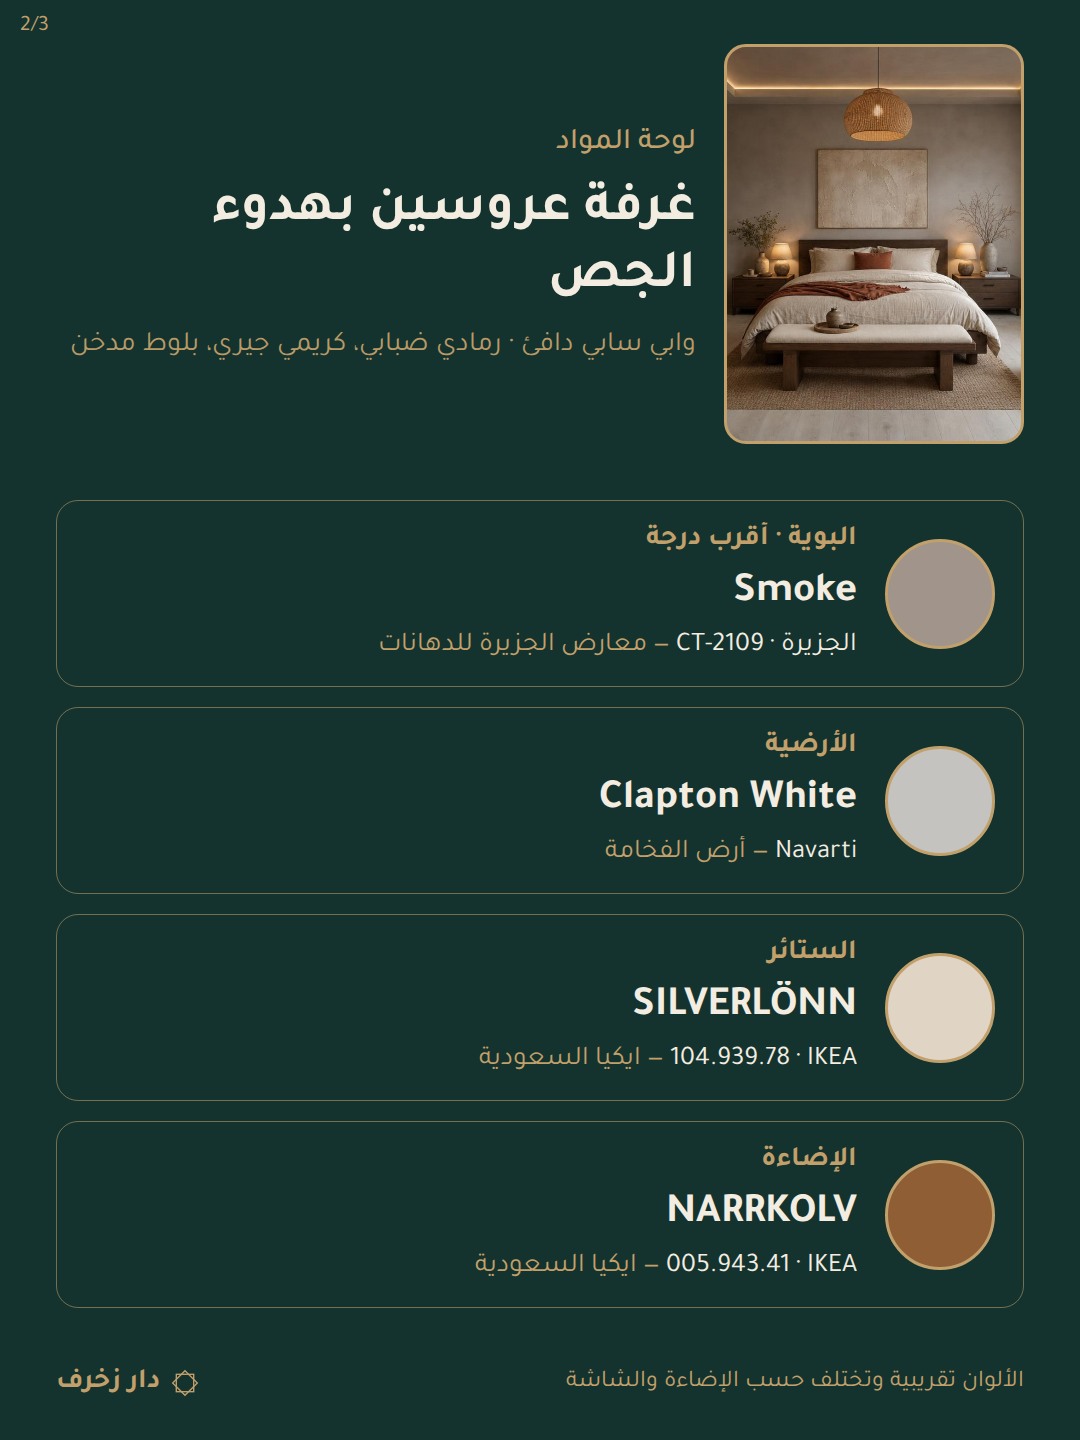 2/3
لوحة المواد
غرفة عروسين بهدوء
الجص
وابي سابي دافئ · رمادي ضبابي، كريمي جيري، بلوط مدخن
البوية · أقرب درجة
Smoke
الجزيرة · CT-2109 — معارض الجزيرة للدهانات
الأرضية
Clapton White
Navarti — أرض الفخامة
الستائر
SILVERLÖNN
IKEA · 104.939.78 — ايكيا السعودية
الإضاءة
NARRKOLV
IKEA · 005.943.41 — ايكيا السعودية
الألوان تقريبية وتختلف حسب الإضاءة والشاشة
دار زخرف